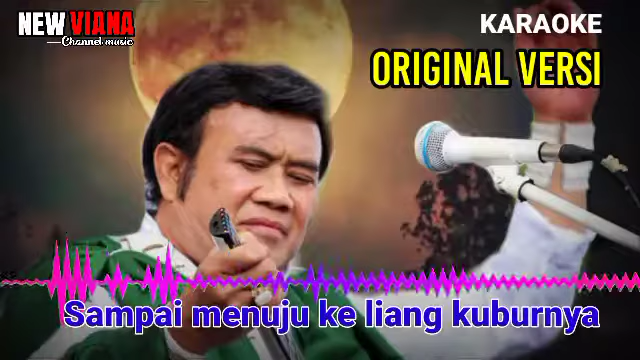 NEW VIANA
Channel music
KARAOKE
ORIGINAL VERSI
Sampai menuju ke liang kuburnya